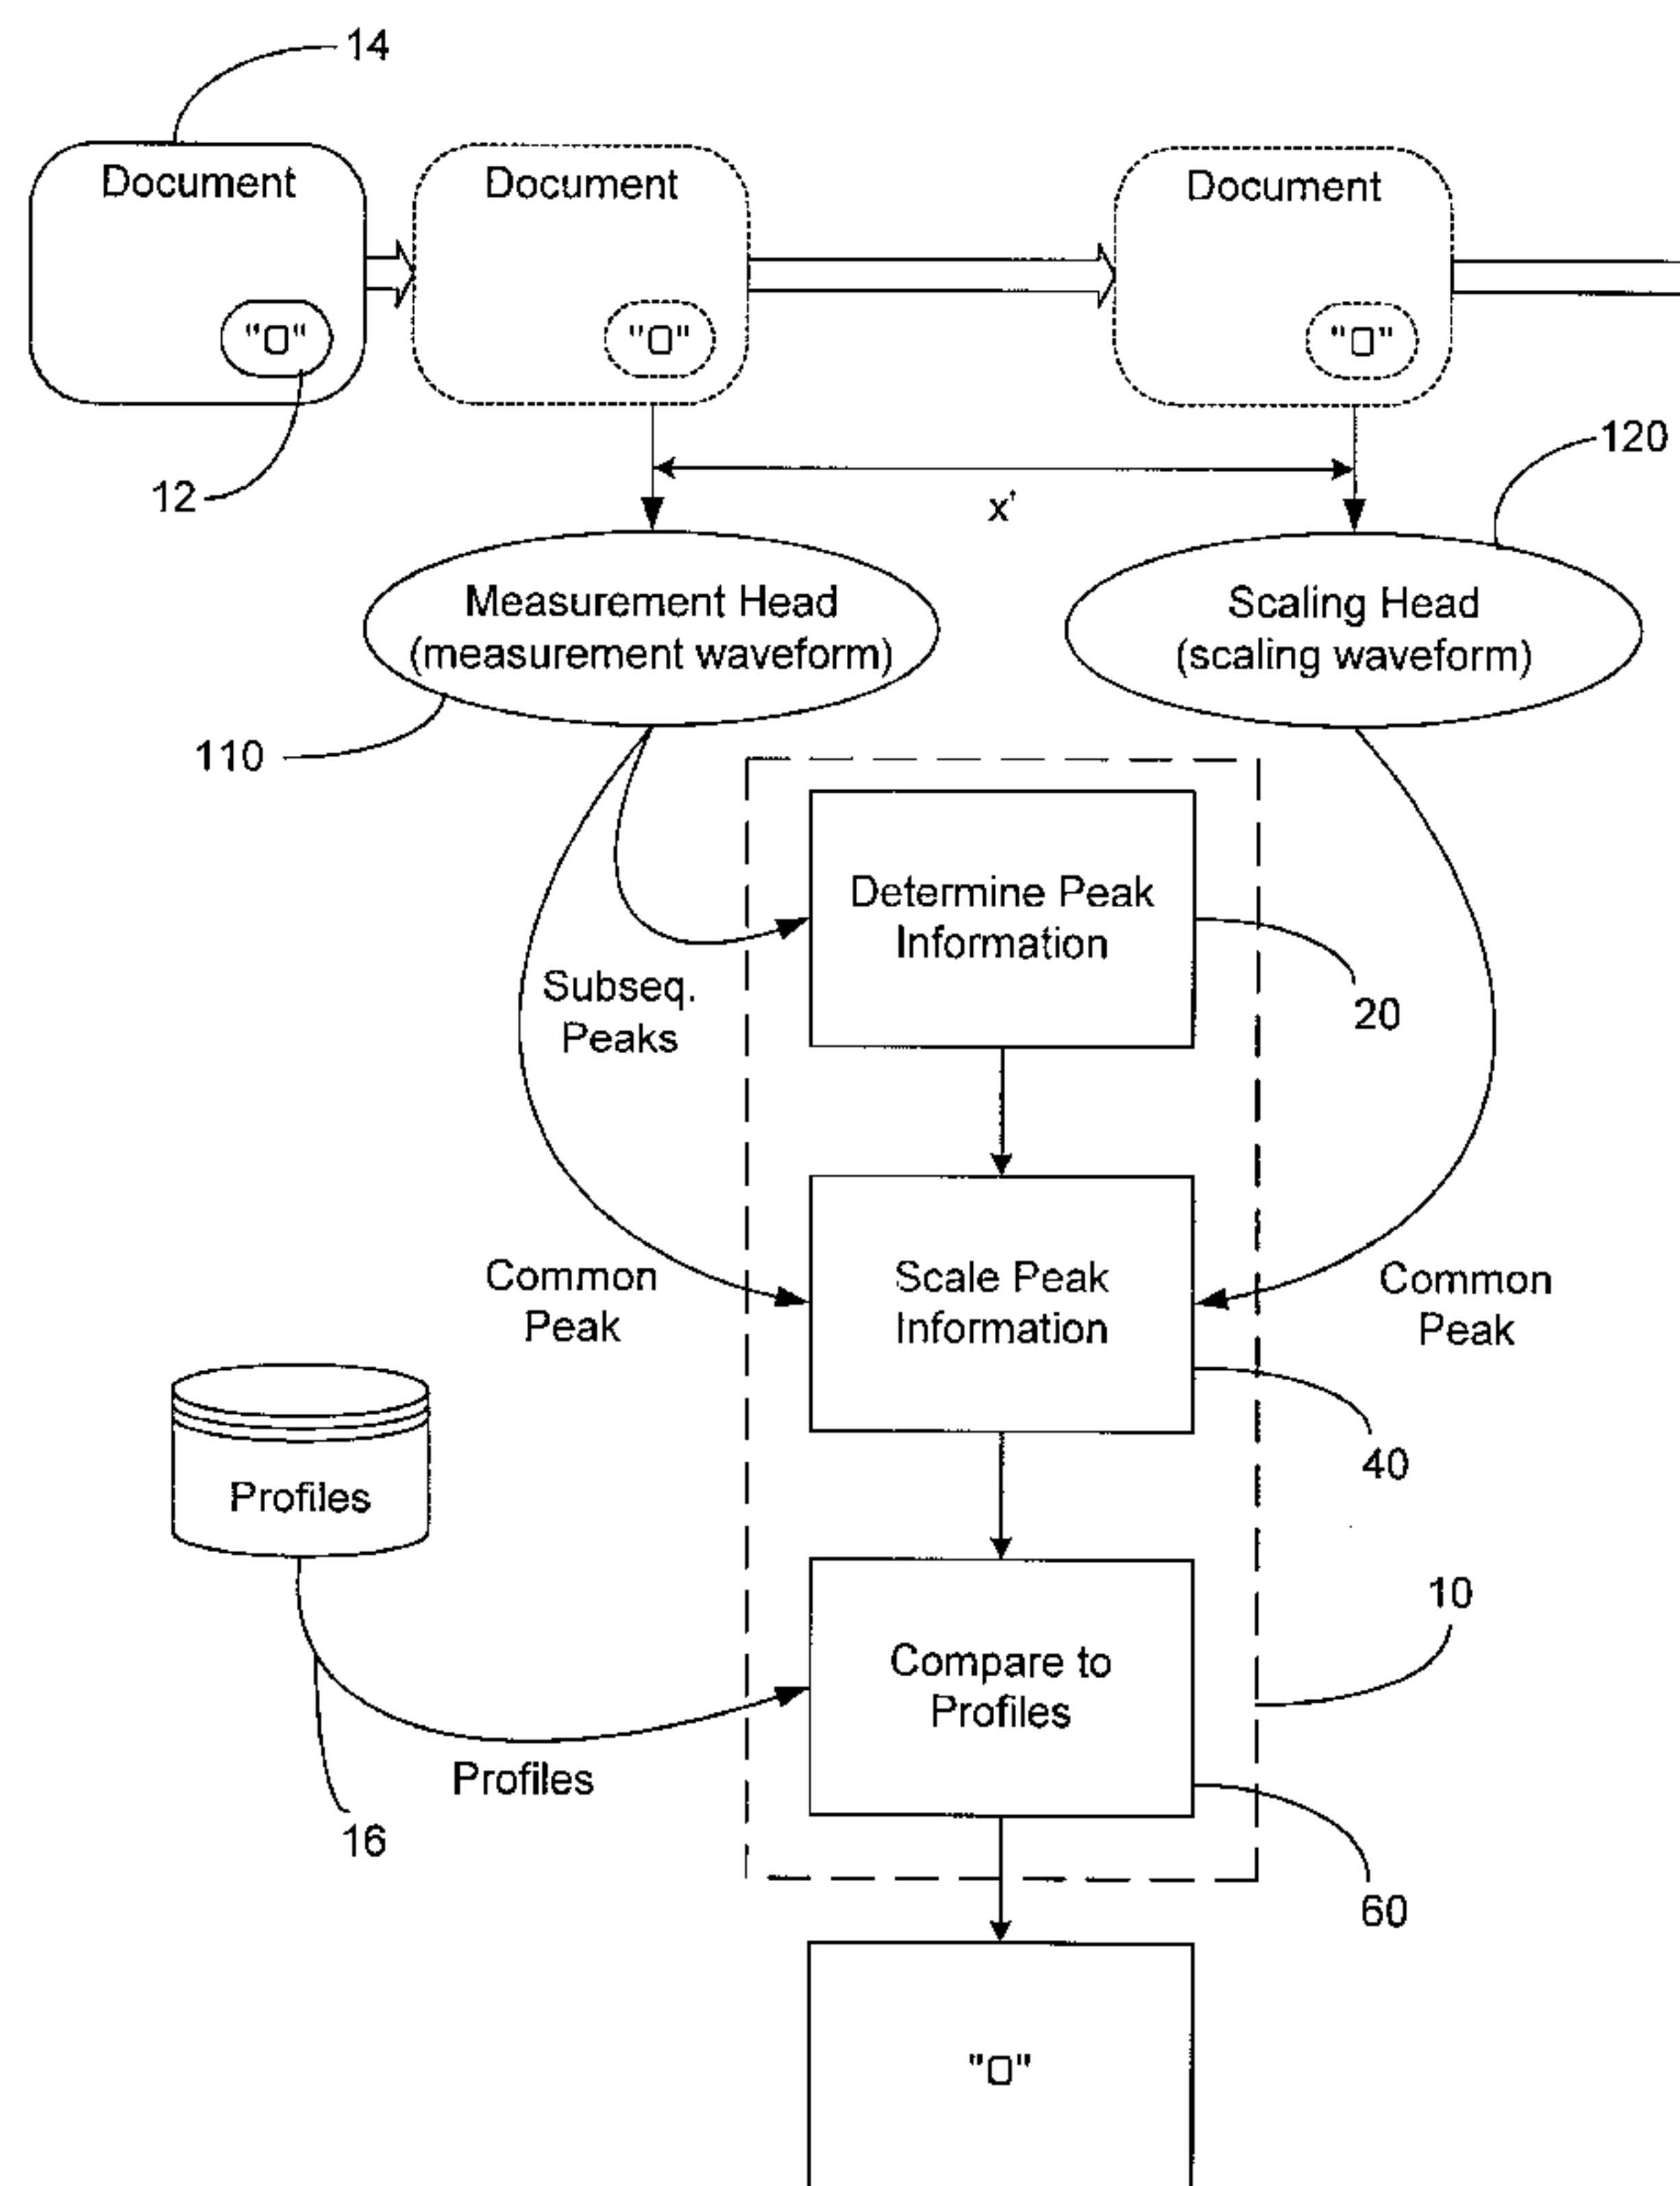 14
Document
Document
Document
"O"
"O"
"O"
12
x'
120
Measurement Head
(measurement waveform)
Scaling Head
(scaling waveform)
110
Determine Peak
Information
Subseq.
Peaks
20
Common
Peak
Scale Peak
Information
Common
Peak
40
Profiles
10
Compare to
Profiles
Profiles
16
60
"O"